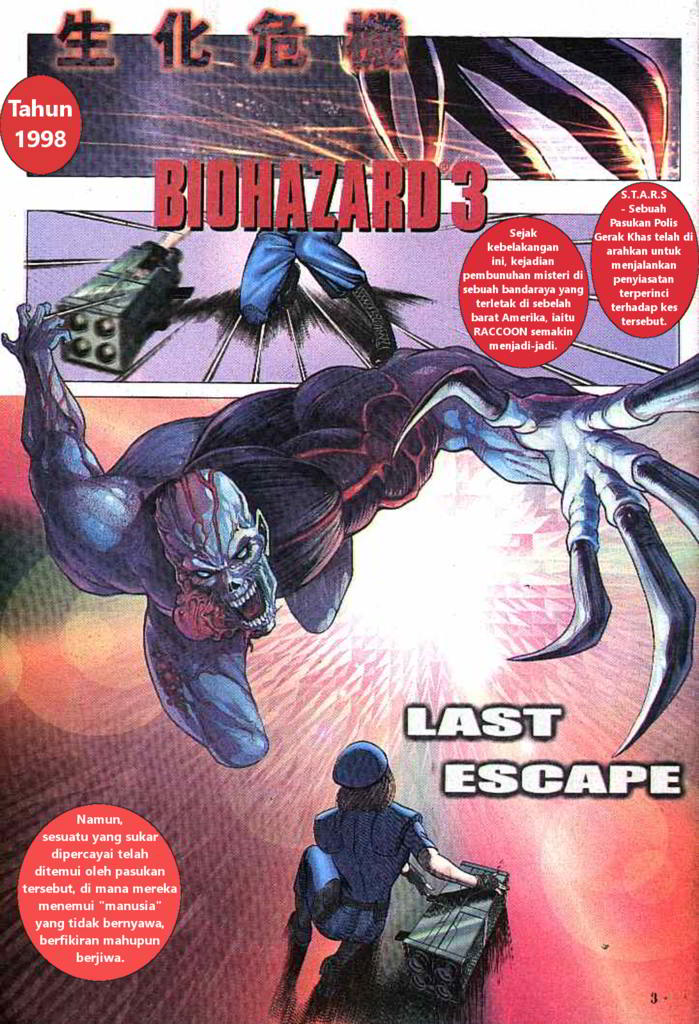 生化危機
Tahun
1998
BIOHAZARD 3
S.T.A.R.S
- Sebuah
Pasukan Polis
Gerak Khas telah di
arahkan untuk
menjalankan
penyiasatan
terperinci
terhadap kes
tersebut.
Sejak
kebelakangan
ini, kejadian
pembunuhan misteri di
sebuah bandaraya yang
terletak di sebelah
barat Amerika, iaitu
RACCOON semakin
menjadi-jadi.
LAST
ESCAPE
Namun,
sesuatu yang sukar
dipercayai telah
ditemui oleh pasukan
tersebut, di mana mereka
menemui "manusia"
yang tidak bernyawa,
berfikiran mahupun
berjiwa.
3